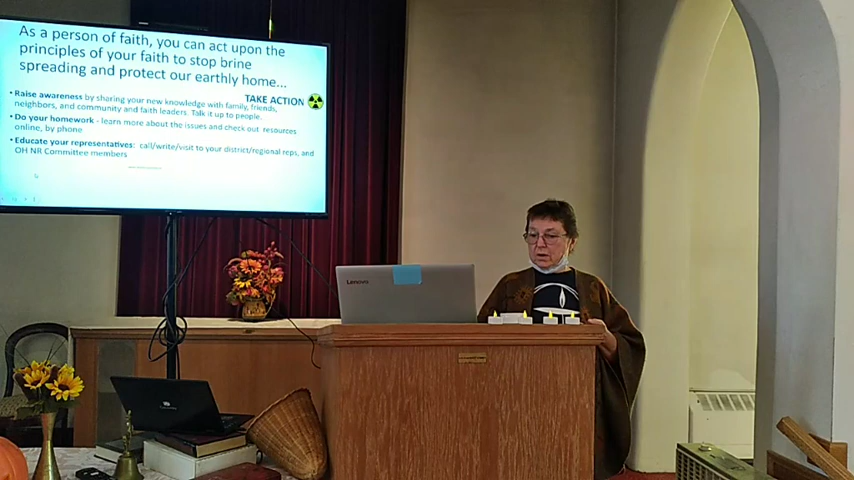 As a person of faith, you can act upon the
principles of your faith to stop brine
spreading and protect our earthly home...
TAKE ACTION
• Raise awareness by sharing your new knowledge with family, friends,
neighbors, and community and faith leaders. Talk it up to people.
• Do your homework - learn more about the issues and check out resources
online, by phone
• Educate your representatives: call/write/visit to your district/regional reps, and
OH NR Committee members
Lenovo